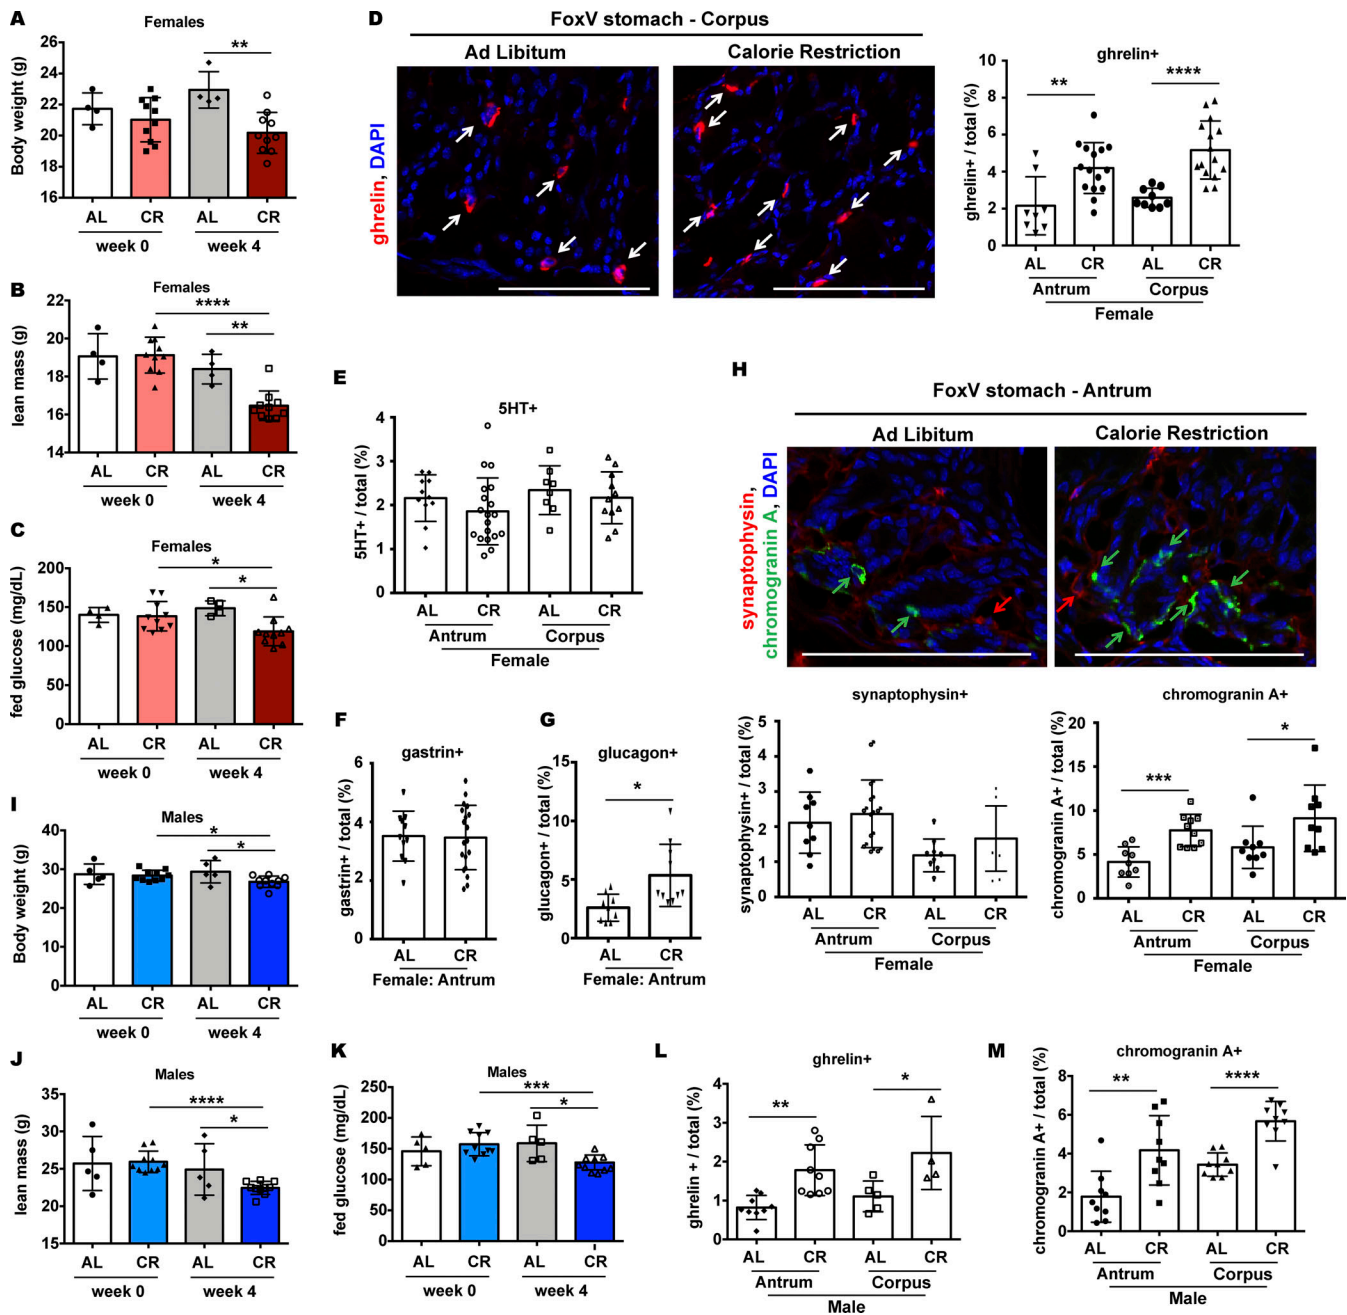 A
Females
**
Body weight (g)
26
24
22
20
18
16
AL
CR
AL
CR
week 0
week 4
B
Females
****
**
lean mass (g)
22
20
18
16
14
AL
CR
AL
CR
week 0
week 4
C
Females
*
*
fed glucose (mg/dL)
200
150
100
50
0
AL
CR
AL
CR
week 0
week 4
D
FoxV stomach - Corpus
Ad Libitum
Calorie Restriction
ghrelin, DAPI
ghrelin+
**
****
ghrelin+ / total (%)
10
8
6
4
2
0
AL
CR
AL
CR
Antrum
Corpus
Female
E
5HT+
5HT+ / total (%)
4
3
2
1
0
AL
CR
AL
CR
Antrum
Corpus
Female
F
gastrin+
gastrin+ / total (%)
6
4
2
0
AL
CR
Female: Antrum
G
glucagon+
*
glucagon+ / total (%)
15
10
5
0
AL
CR
Female: Antrum
H
FoxV stomach - Antrum
Ad Libitum
Calorie Restriction
synaptophysin,
chromogranin A, DAPI
synaptophysin+
synaptophysin+ / total (%)
5
4
3
2
1
0
AL
CR
AL
CR
Antrum
Corpus
Female
chromogranin A+
***
*
chromogranin A+ / total (%)
20
15
10
5
0
AL
CR
AL
CR
Antrum
Corpus
Female
I
Males
*
*
Body weight (g)
40
30
20
10
0
AL
CR
AL
CR
week 0
week 4
J
Males
****
*
lean mass (g)
35
30
25
20
15
AL
CR
AL
CR
week 0
week 4
K
Males
***
*
fed glucose (mg/dL)
250
200
150
100
50
0
AL
CR
AL
CR
week 0
week 4
L
ghrelin+
**
*
ghrelin + / total (%)
4
3
2
1
0
AL
CR
AL
CR
Antrum
Corpus
Male
M
chromogranin A+
**
****
chromogranin A+ / total (%)
8
6
4
2
0
AL
CR
AL
CR
Antrum
Corpus
Male